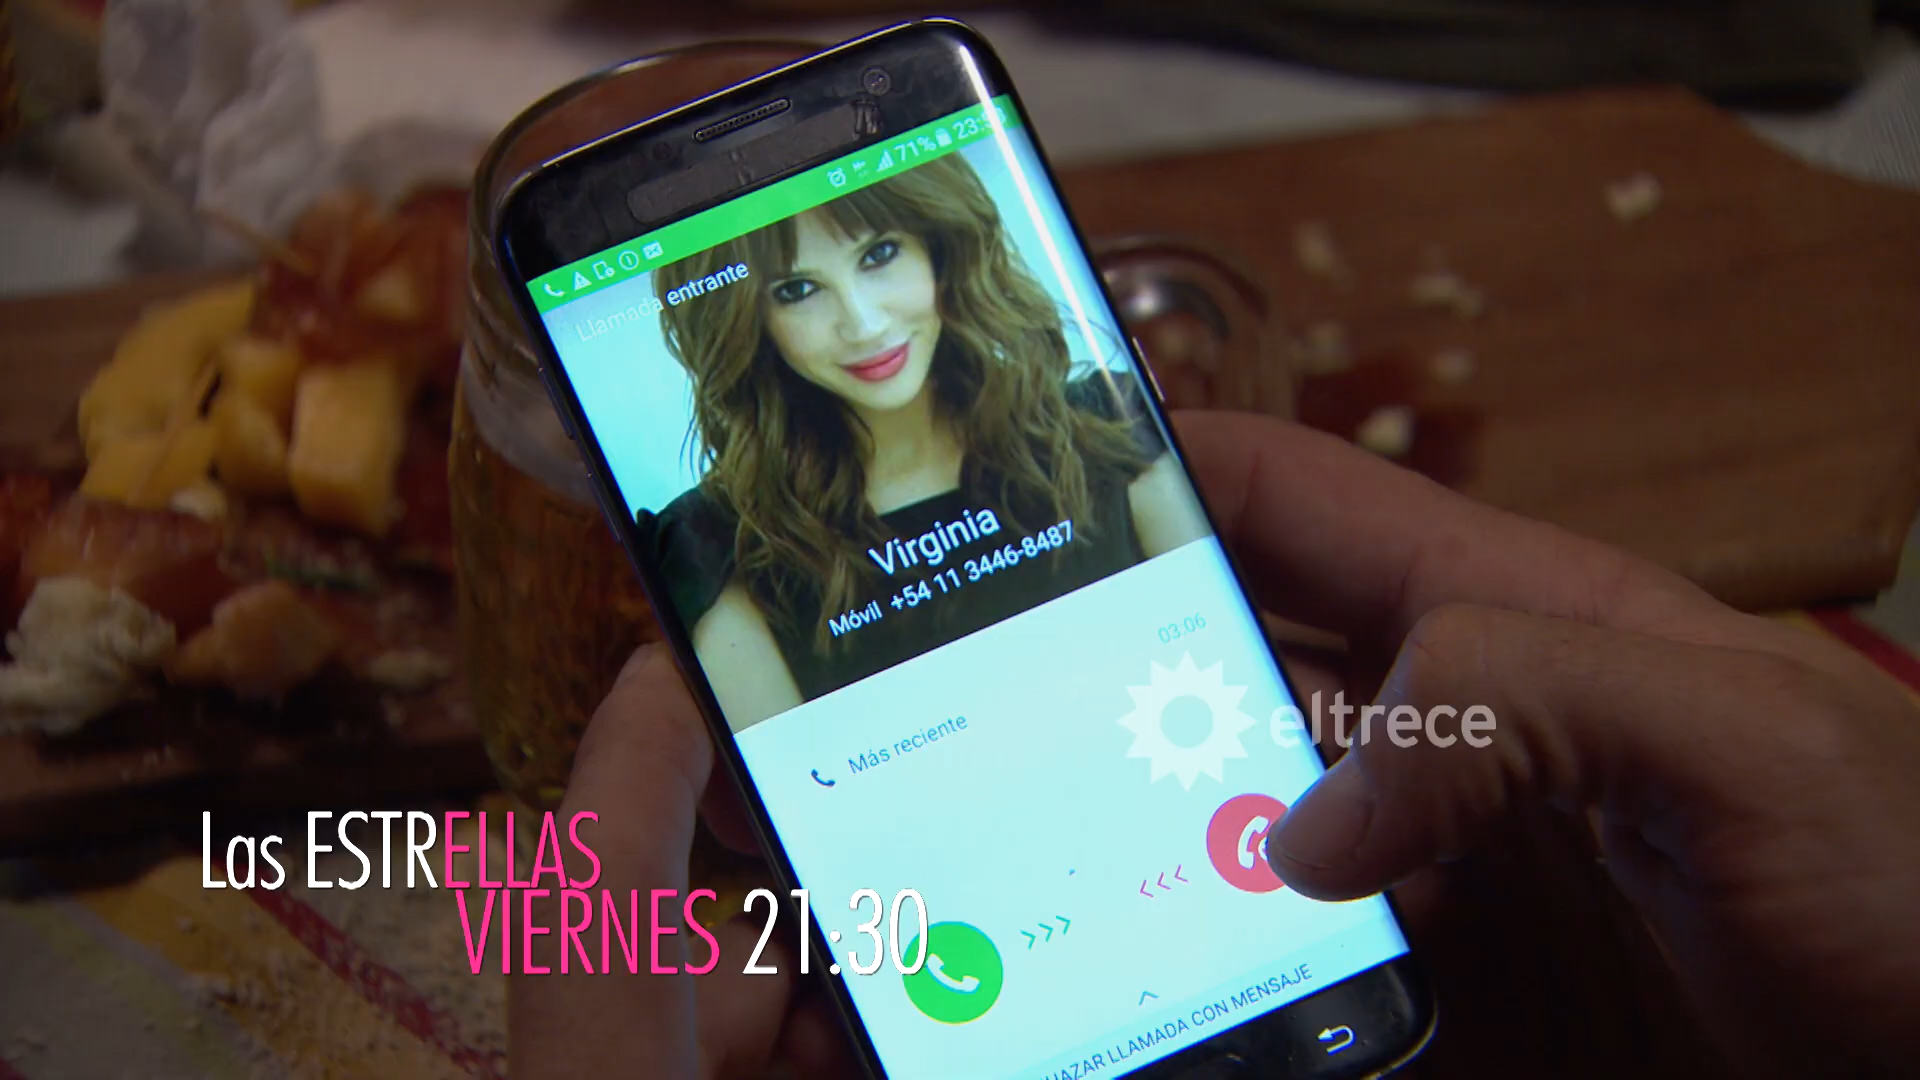 71% 23:5
Llamada entrante
Virginia
Móvil +54 11 3446-8487
03:06
Más reciente
eltrece
Las ESTRELLAS
VIERNES 21:30
LLAMADA CON MENSAJE